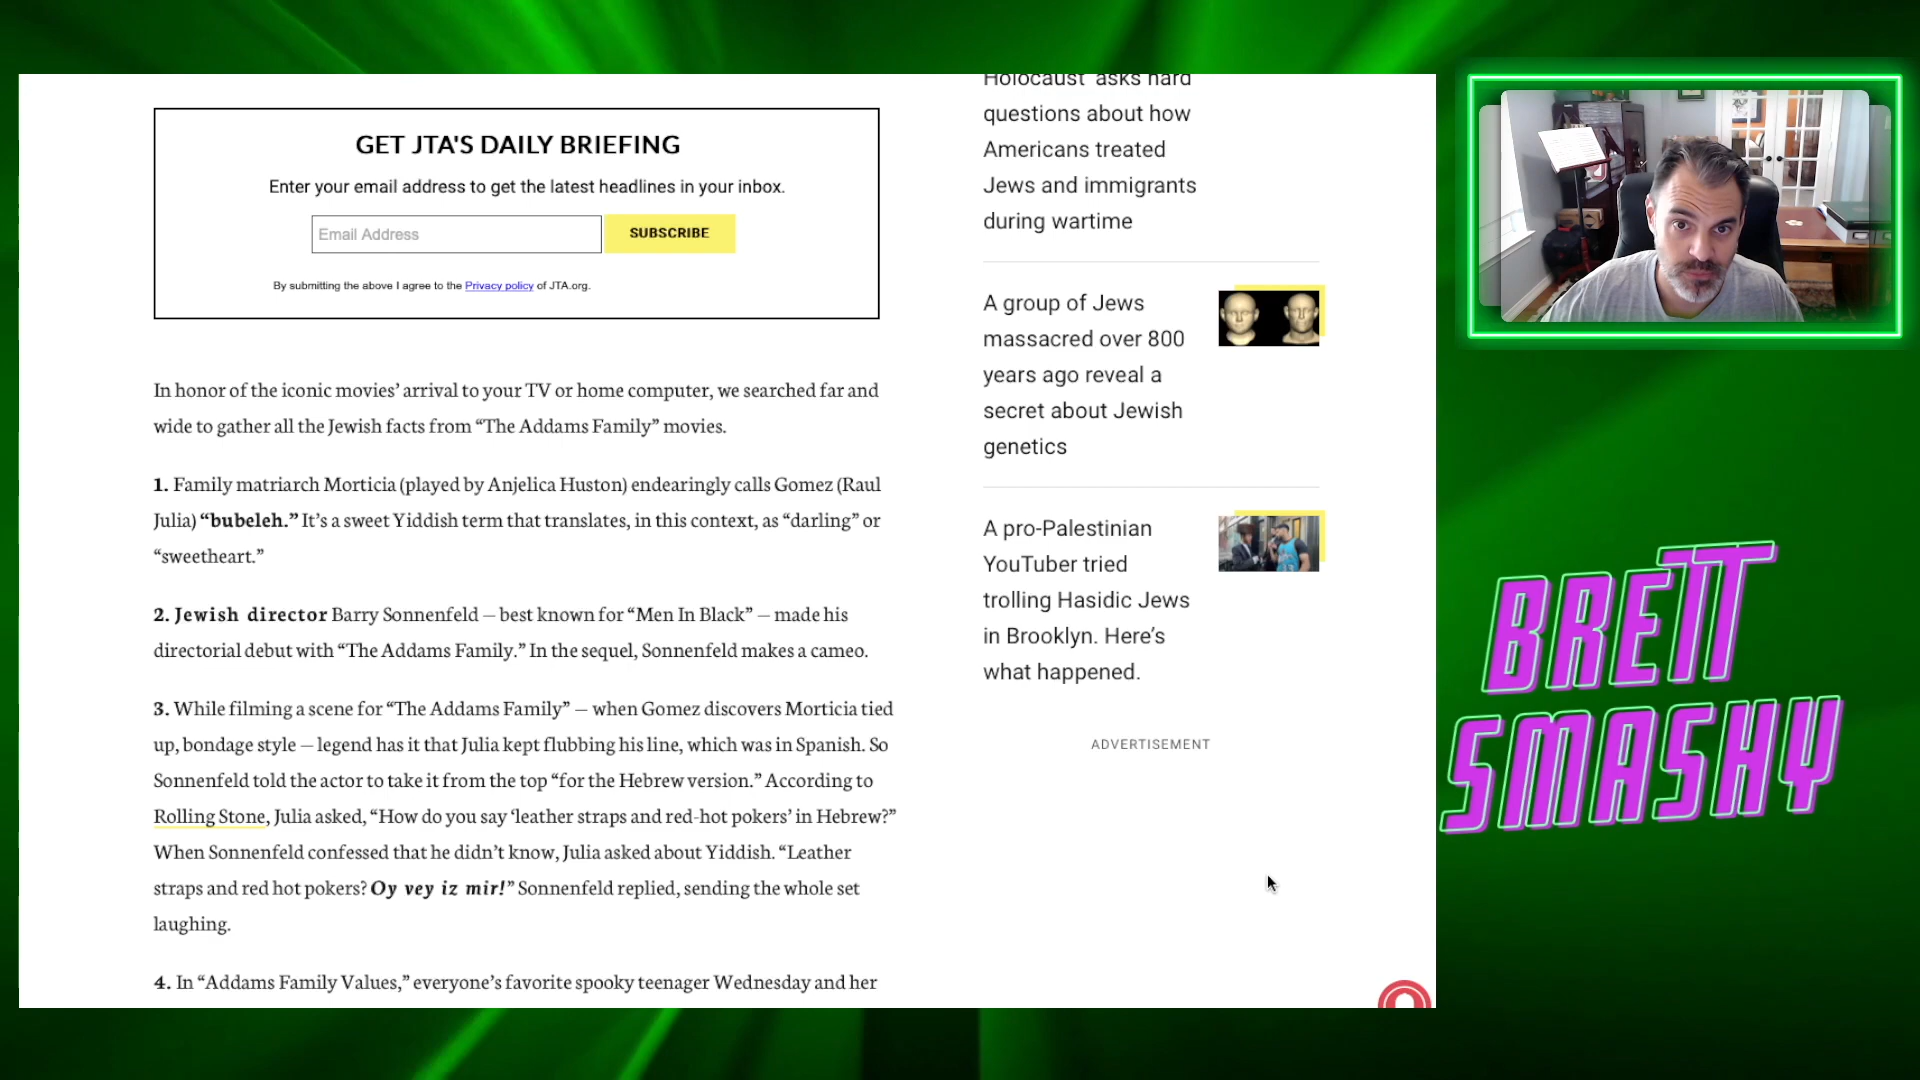 GET JTA'S DAILY BRIEFING
Enter your email address to get the latest headlines in your inbox.
Email Address
SUBSCRIBE
By submitting the above I agree to the Privacy policy of JTA.org.
In honor of the iconic movies’ arrival to your TV or home computer, we searched far and
wide to gather all the Jewish facts from “The Addams Family” movies.
1. Family matriarch Morticia (played by Anjelica Huston) endearingly calls Gomez (Raul
Julia) “bubeleh.” It’s a sweet Yiddish term that translates, in this context, as “darling” or
“sweetheart.”
2. Jewish director Barry Sonnenfeld — best known for “Men In Black” — made his
directorial debut with “The Addams Family.” In the sequel, Sonnenfeld makes a cameo.
3. While filming a scene for “The Addams Family” — when Gomez discovers Morticia tied
up, bondage style — legend has it that Julia kept flubbing his line, which was in Spanish. So
Sonnenfeld told the actor to take it from the top “for the Hebrew version.” According to
Rolling Stone, Julia asked, “How do you say ‘leather straps and red-hot pokers’ in Hebrew?”
When Sonnenfeld confessed that he didn’t know, Julia asked about Yiddish. “Leather
straps and red hot pokers? Oy vey iz mir!” Sonnenfeld replied, sending the whole set
laughing.
4. In “Addams Family Values,” everyone’s favorite spooky teenager Wednesday and her
Holocaust’ asks hard
questions about how
Americans treated
Jews and immigrants
during wartime
A group of Jews
massacred over 800
years ago reveal a
secret about Jewish
genetics
A pro-Palestinian
YouTuber tried
trolling Hasidic Jews
in Brooklyn. Here’s
what happened.
ADVERTISEMENT
BRETT
SMASHY